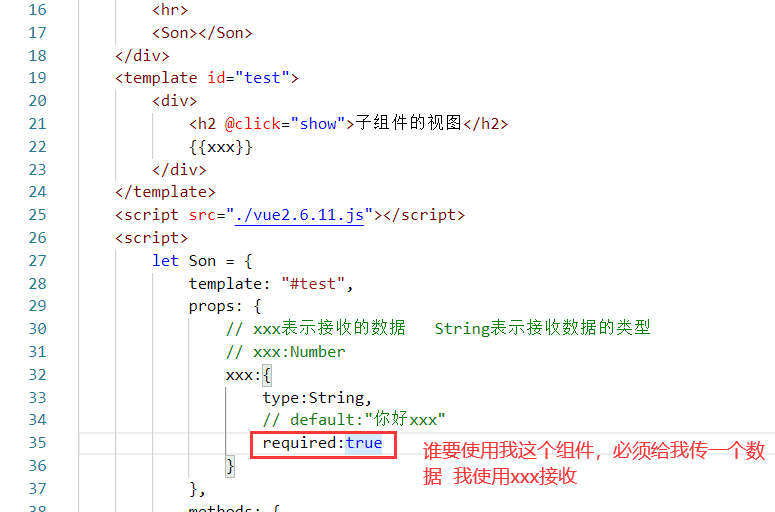 16 <hr>
17 <Son></Son>
18 </div>
19 <template id="test">
20 <div>
21 <h2 @click="show">子组件的视图</h2>
22 {{xxx}}
23 </div>
24 </template>
25 <script src="./vue2.6.11.js"></script>
26 <script>
27 let Son = {
28 template: "#test",
29 props: {
30 // xxx表示接收的数据 String表示接收数据的类型
31 // xxx:Number
32 xxx:{
33 type:String,
34 // default:"你好xxx"
35 required:true
谁要使用我这个组件，必须给我传一个数
据 我使用xxx接收
36 }
37 },
38 methods: {